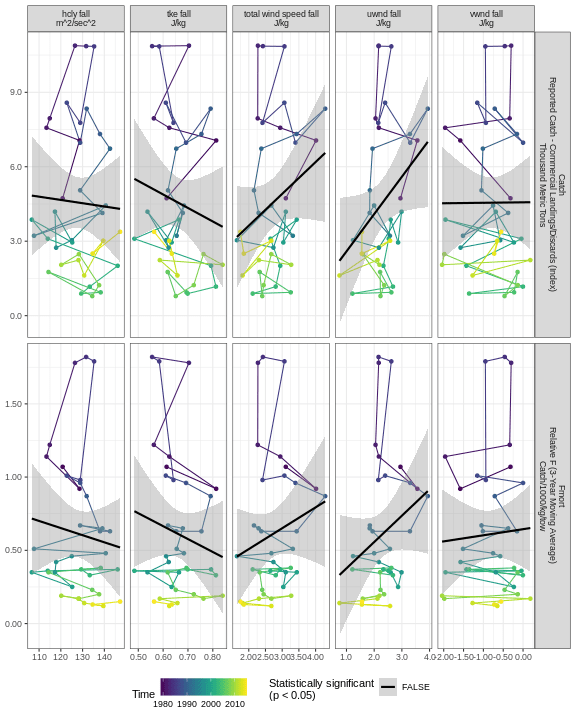 hcly fall
m^2/sec^2
tke fall
J/kg
total wind speed fall
J/kg
uwnd fall
J/kg
vwnd fall
J/kg
9.0
6.0
3.0
0.0
Catch
Reported Catch - Commercial Landings/Discards (Index)
Thousand Metric Tons
1.50
1.00
0.50
0.00
Fmort
Relative F (3-Year Moving Average)
Catch/1000/kg/tow
110 120 130 140
0.50 0.60 0.70 0.80
2.00 2.50 3.00 3.50 4.00
1.0 2.0 3.0 4.0
-2.00 -1.50 -1.00 -0.50 0.00
Time
1980 1990 2000 2010
Statistically significant
(p < 0.05)
FALSE